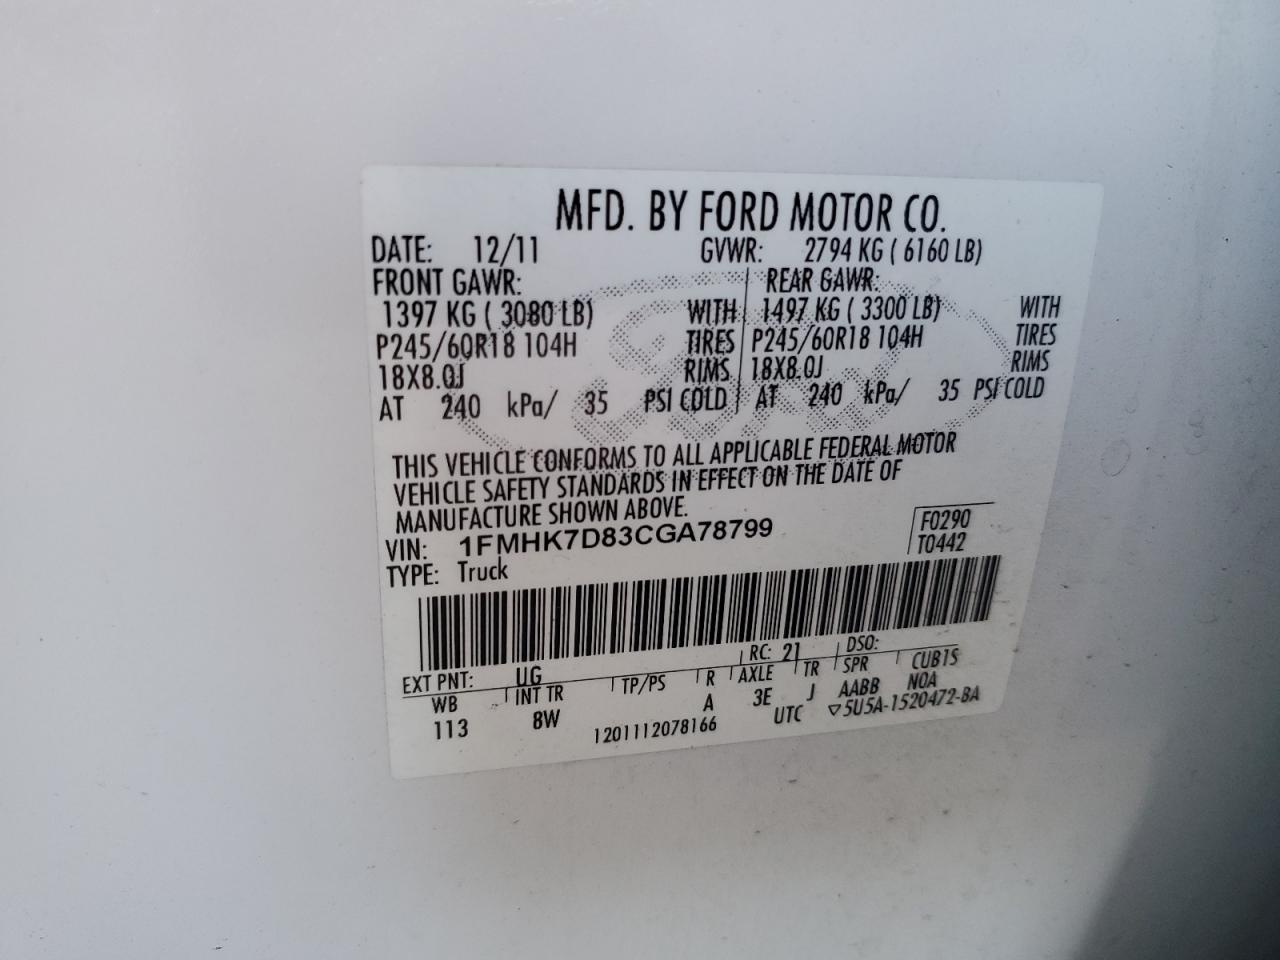 MFD. BY FORD MOTOR CO.
DATE: 12/11 GVWR: 2794 KG ( 6160 LB)
FRONT GAWR: REAR GAWR:
1397 KG ( 3080 LB) WITH 1497 KG ( 3300 LB) WITH
P245/60R18 104H TIRES P245/60R18 104H TIRES
18X8.0J RIMS 18X8.0J RIMS
AT 240 kPa/ 35 PSI COLD AT 240 kPa/ 35 PSI COLD
THIS VEHICLE CONFORMS TO ALL APPLICABLE FEDERAL MOTOR
VEHICLE SAFETY STANDARDS IN EFFECT ON THE DATE OF
MANUFACTURE SHOWN ABOVE.
VIN: 1FMHK7D83CGA78799 F0290
TYPE: Truck T0442
EXT PNT: UG RC: 21 DSO:
WB INT TR TP/PS R AXLE TR SPR CUB1S
113 8W A 3E J AABB NOA
1201112078166 UTC ▽5U5A-1520472-BA